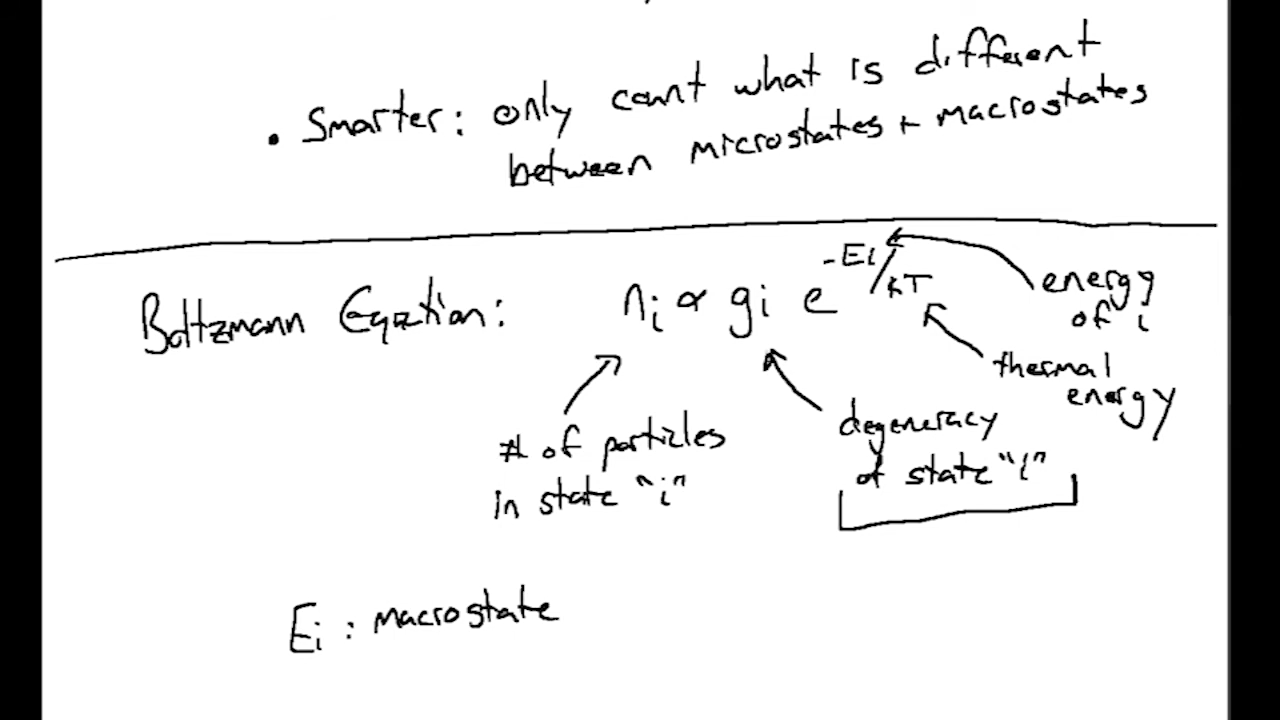 • Smarter: only count what is different
between microstates + macrostates
Boltzmann Equation: nᵢ ∝ gᵢ e^(-Eᵢ/kT)
energy
of i
thermal
energy
# of particles
in state "i"
degeneracy
of state "i"
Eᵢ : macrostate